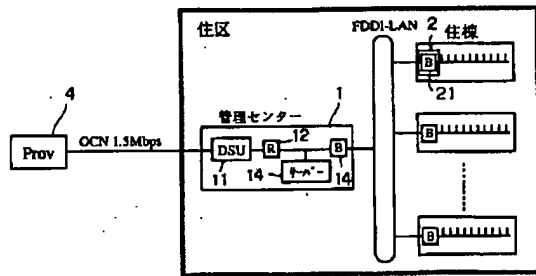 住区
FDDI-LAN
2
住棟
B
21
4
Prov
OCN 1.5Mbps
管理センター
1
DSU
11
12
R
サーバー
14
B
14
B
B